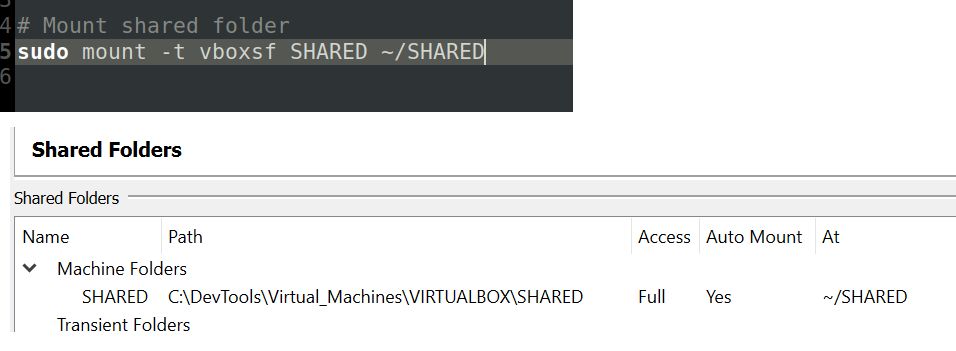 4 # Mount shared folder
5 sudo mount -t vboxsf SHARED ~/SHARED
6
Shared Folders
Shared Folders
Name Path Access Auto Mount At
Machine Folders
SHARED C:\DevTools\Virtual_Machines\VIRTUALBOX\SHARED Full Yes ~/SHARED
Transient Folders